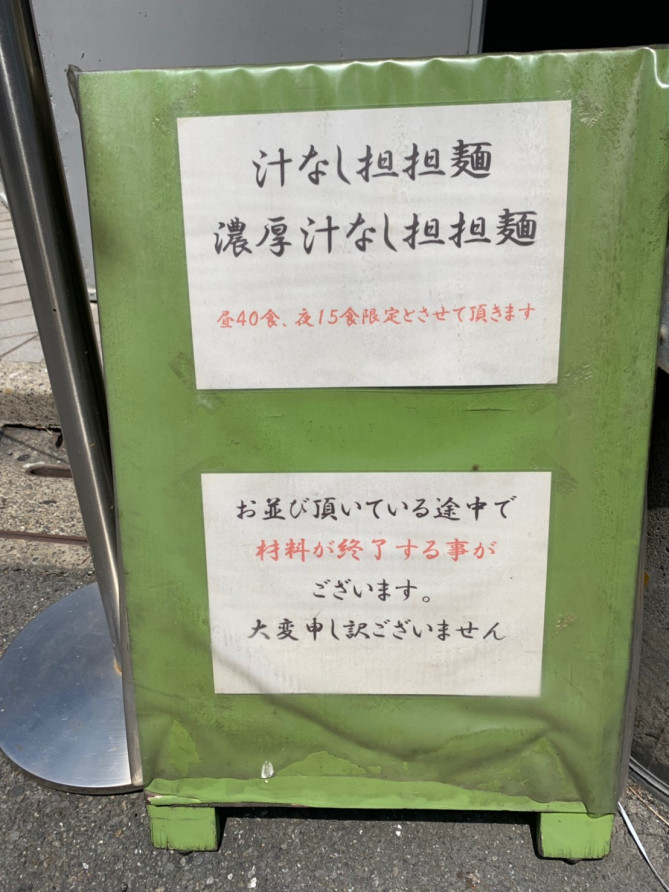 汁なし担担麺
濃厚汁なし担担麺
昼40食、夜15食限定とさせて頂きます
お並び頂いている途中で
材料が終了する事が
ございます。
大変申し訳ございません